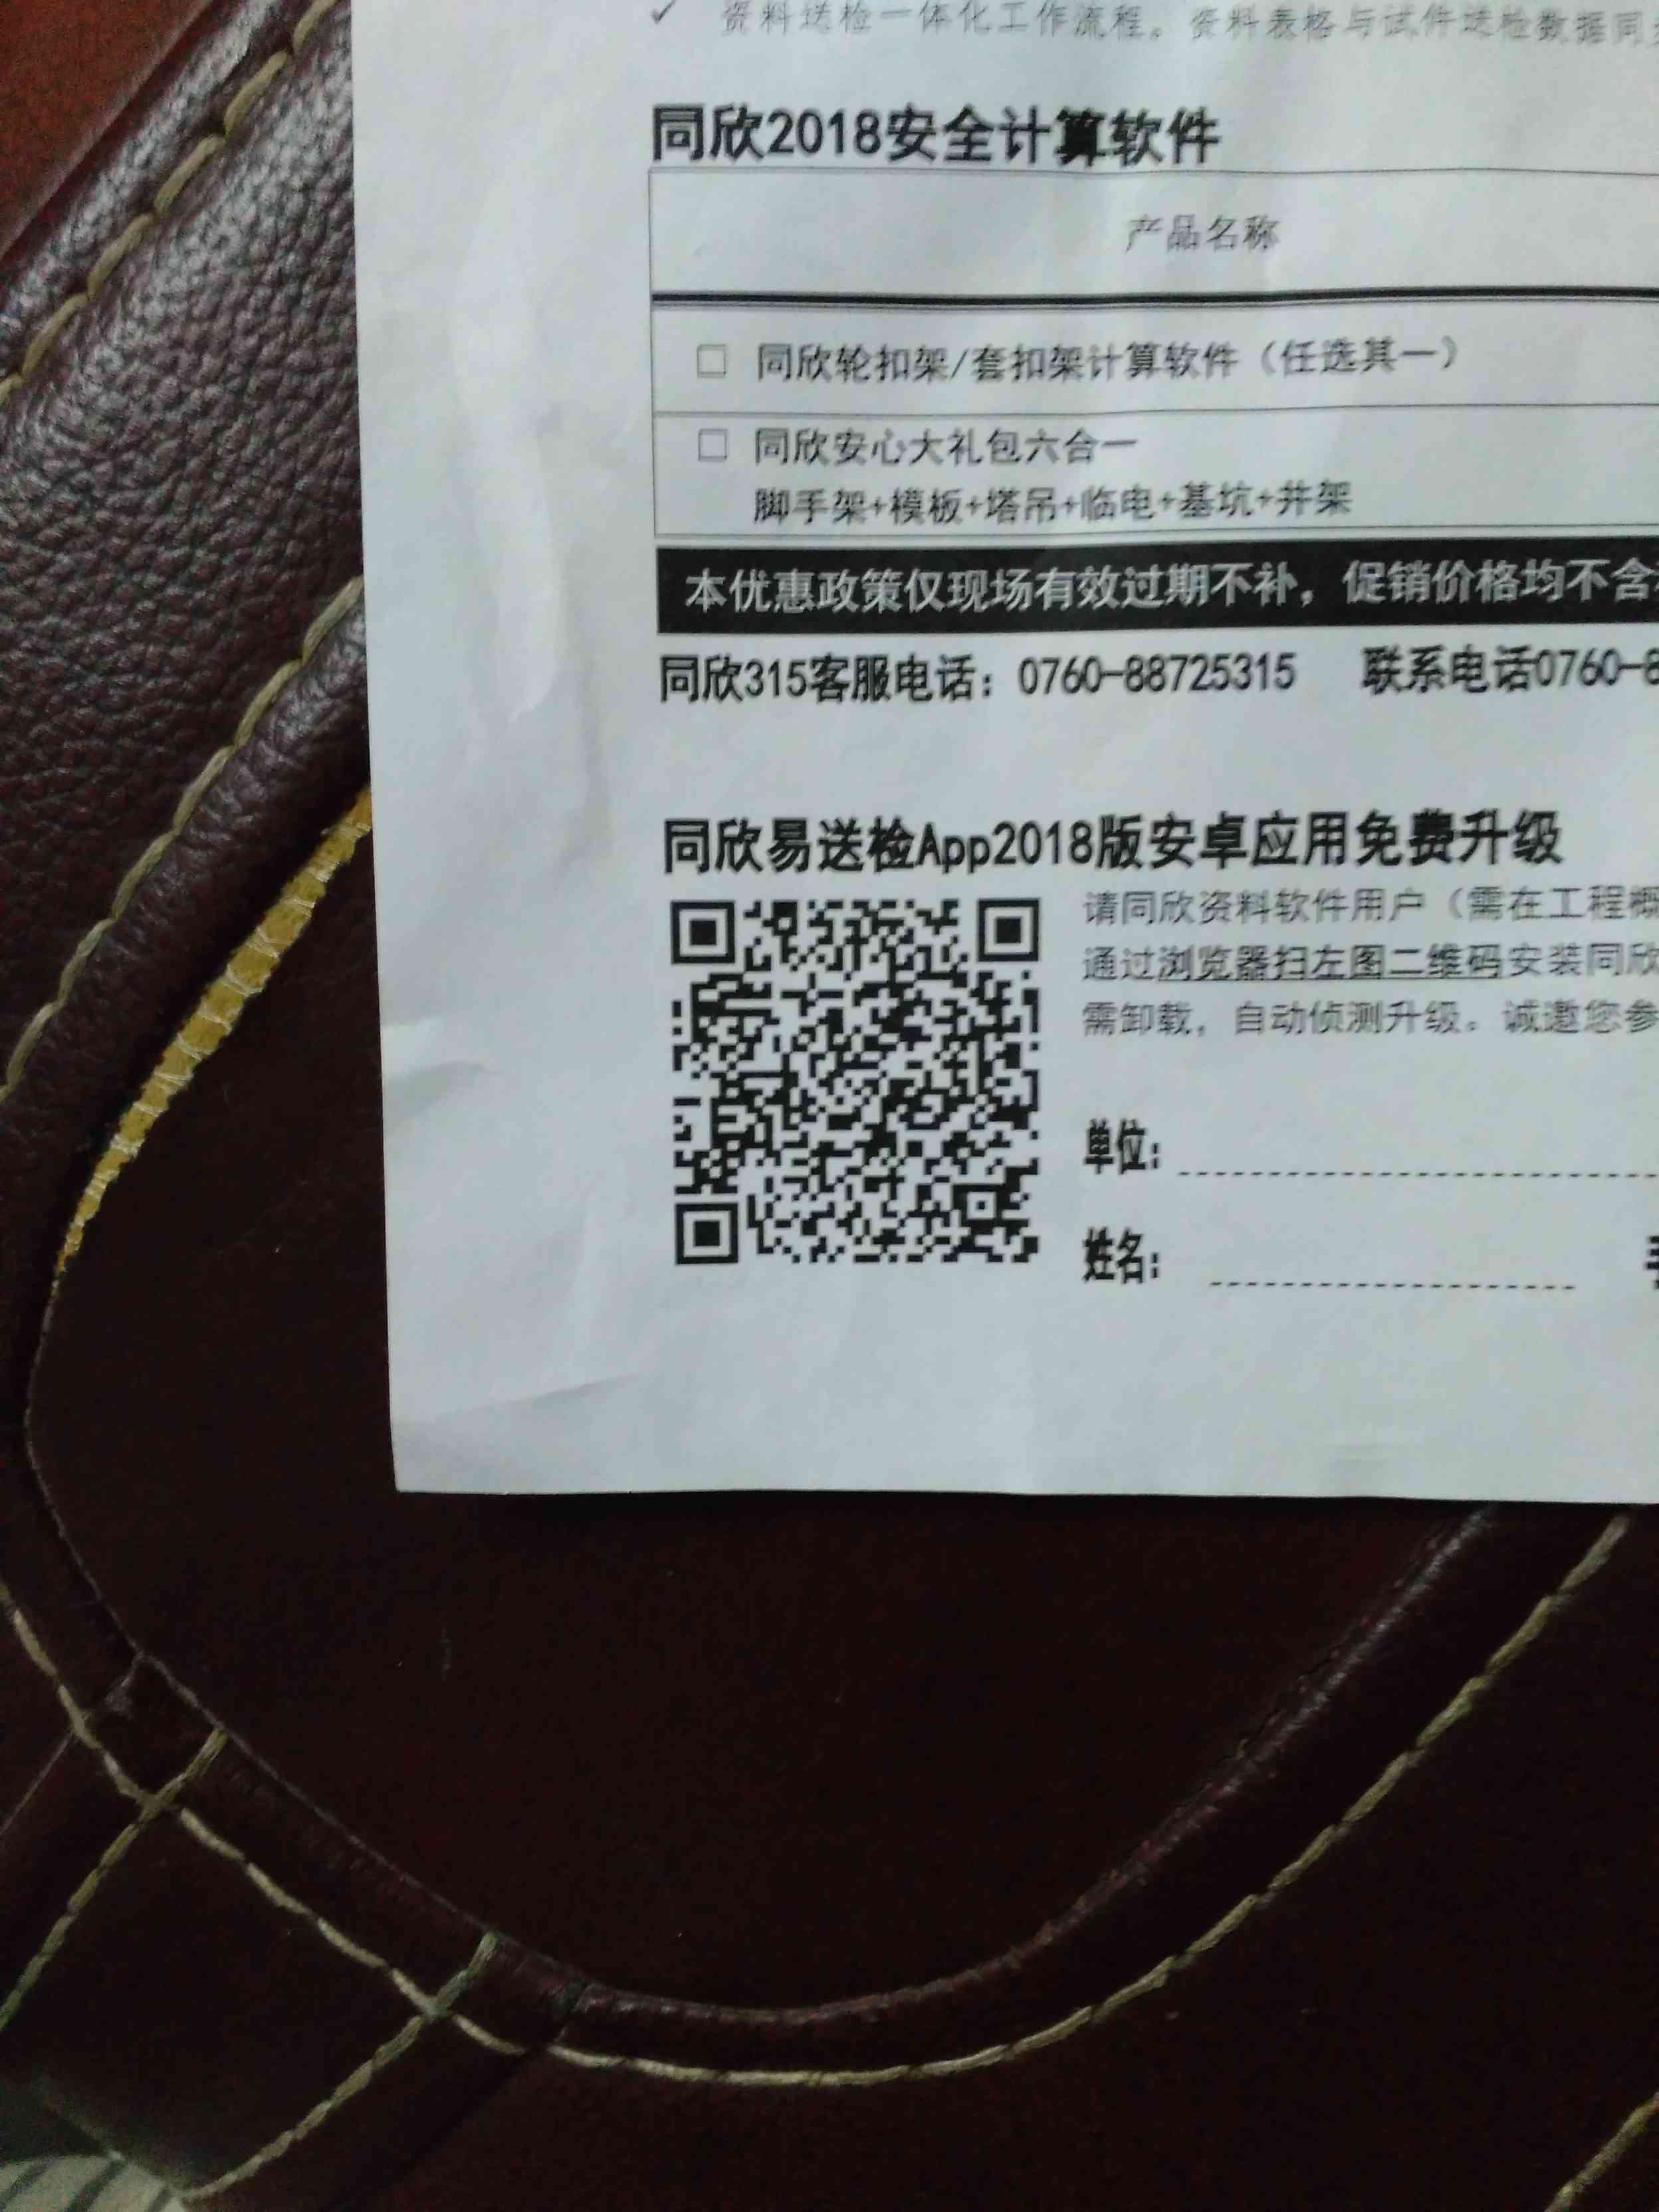 ✓ 资料送检一体化工作流程。资料表格与试件送检数据同
同欣2018安全计算软件
产品名称
□ 同欣轮扣架/套扣架计算软件（任选其一）
□ 同欣安心大礼包六合一
脚手架+模板+塔吊+临电+基坑+井架
本优惠政策仅现场有效过期不补，促销价格均不含
同欣315客服电话：0760-88725315 联系电话0760-8
同欣易送检App2018版安卓应用免费升级
请同欣资料软件用户（需在工程概
通过浏览器扫左图二维码安装同欣
需卸载，自动侦测升级。诚邀您参
单位：
姓名：